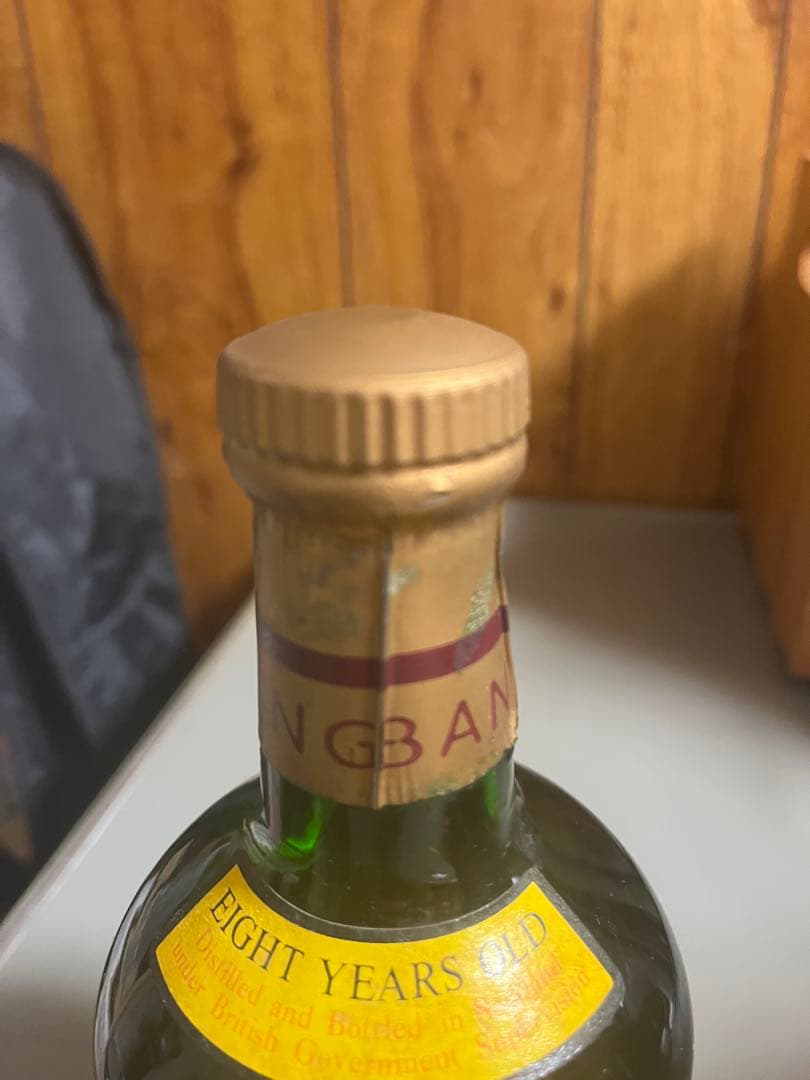 NGBAN
EIGHT YEARS OLD
Distilled and Bottled in Scotland
under British Government Supervision